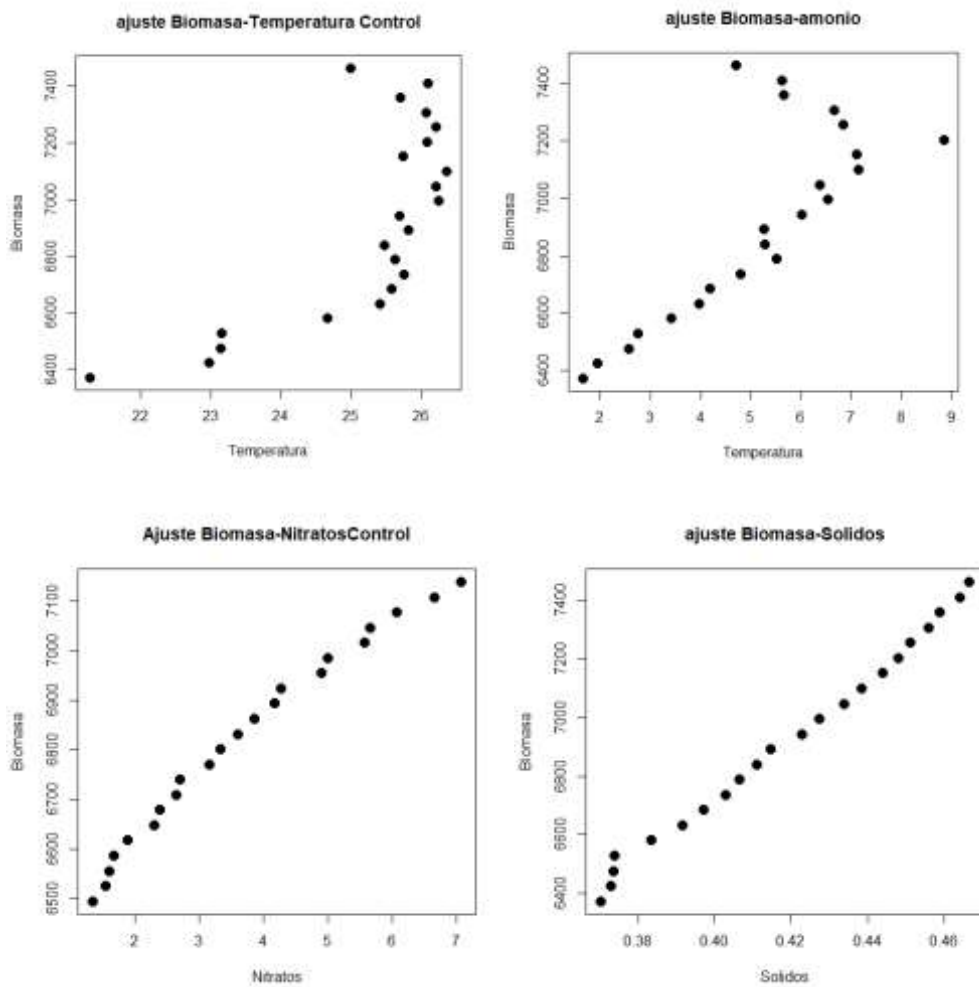 ajuste Biomasa-Temperatura Control
Biomasa
7400
7200
7000
6800
6600
6400
22 23 24 25 26
Temperatura
ajuste Biomasa-amonio
Biomasa
7400
7200
7000
6800
6600
6400
2 3 4 5 6 7 8 9
Temperatura
Ajuste Biomasa-NitratosControl
Biomasa
7100
7000
6900
6800
6700
6600
6500
2 3 4 5 6 7
Nitratos
ajuste Biomasa-Solidos
Biomasa
7400
7200
7000
6800
6600
6400
0.38 0.40 0.42 0.44 0.46
Solidos